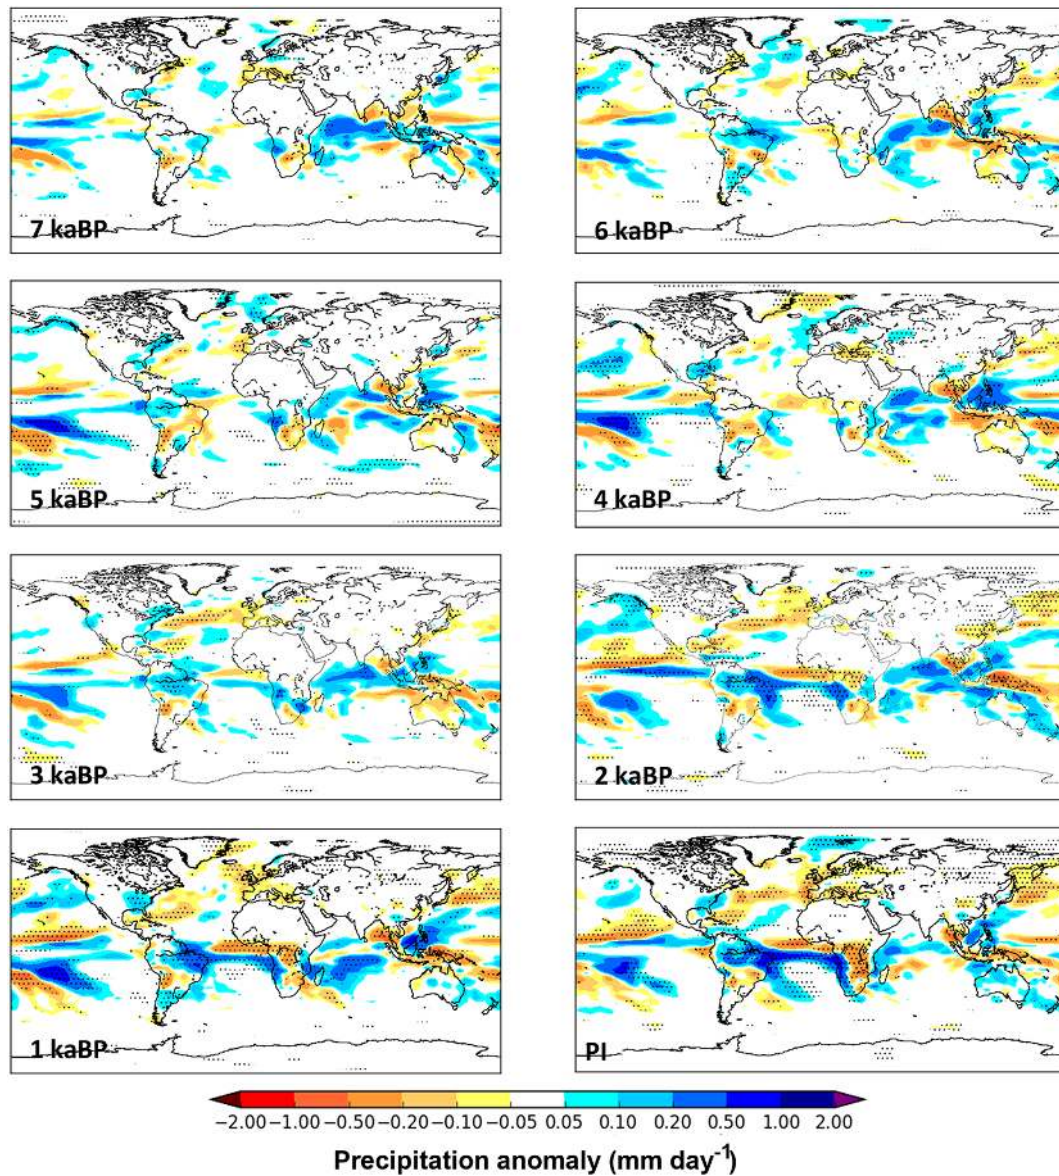 7 kaBP
6 kaBP
5 kaBP
4 kaBP
3 kaBP
2 kaBP
1 kaBP
PI
−2.00 −1.00 −0.50 −0.20 −0.10 −0.05 0.05 0.10 0.20 0.50 1.00 2.00
Precipitation anomaly (mm day⁻¹)